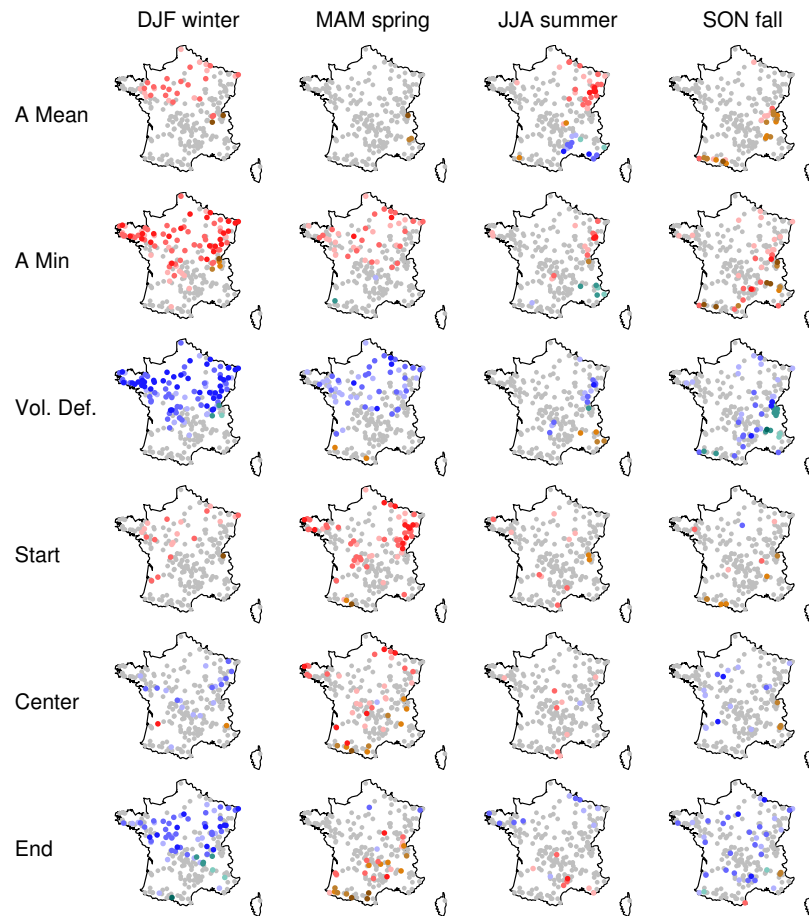 DJF winter MAM spring JJA summer SON fall
A Mean
A Min
Vol. Def.
Start
Center
End